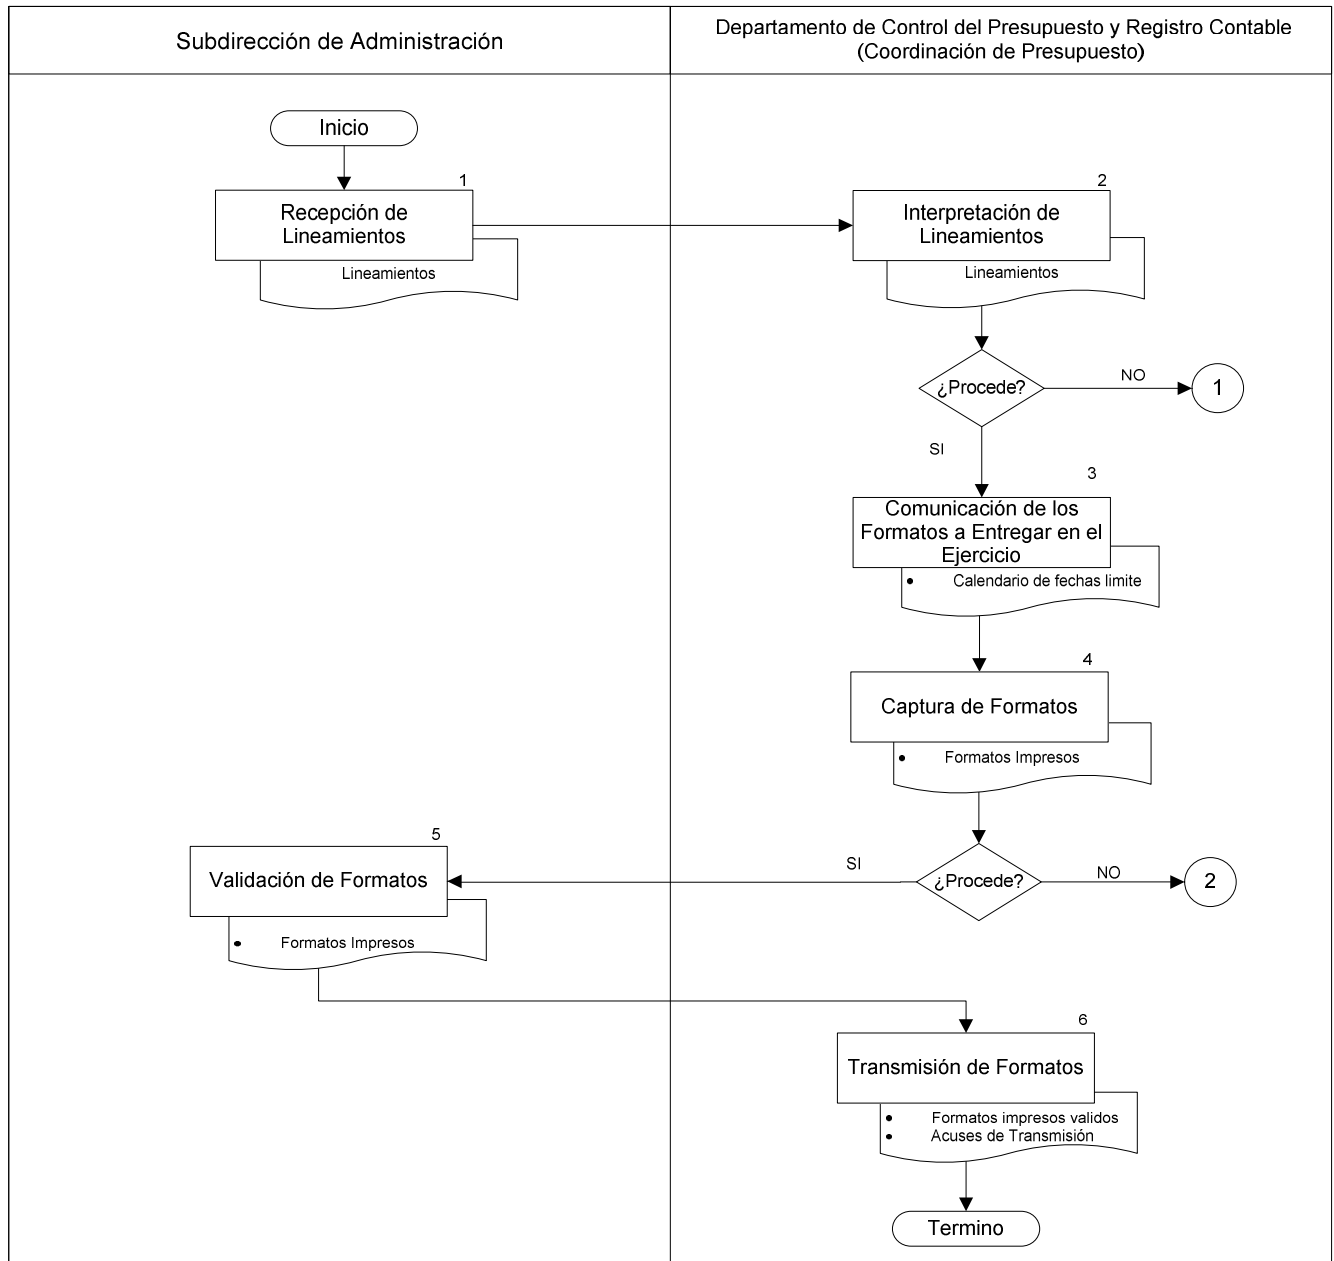 Subdirección de Administración
Departamento de Control del Presupuesto y Registro Contable
(Coordinación de Presupuesto)
Inicio
1
Recepción de
Lineamientos
Lineamientos
2
Interpretación de
Lineamientos
Lineamientos
¿Procede?
NO
1
SI
3
Comunicación de los
Formatos a Entregar en el
Ejercicio
• Calendario de fechas limite
4
Captura de Formatos
• Formatos Impresos
¿Procede?
NO
2
SI
5
Validación de Formatos
• Formatos Impresos
6
Transmisión de Formatos
• Formatos impresos validos
• Acuses de Transmisión
Termino